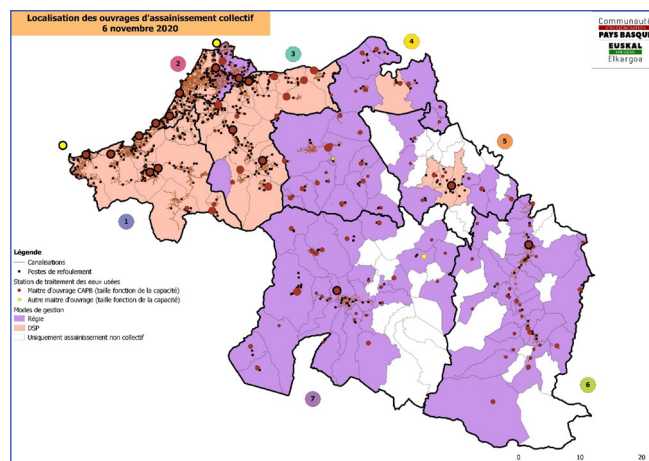 Localisation des ouvrages d'assainissement collectif
6 novembre 2020
Communauté
PAYS BASQUE
EUSKAL
Elkargoa
2
3
4
5
1
7
6
Légende
Canalisations
Postes de refoulement
Station de traitement des eaux usées
Maitre d'ouvrage CAPB (taille fonction de la capacité)
Autre maitre d'ouvrage (taille fonction de la capacité)
Modes de gestion
Régie
DSP
Uniquement assainissement non collectif
0 10 20